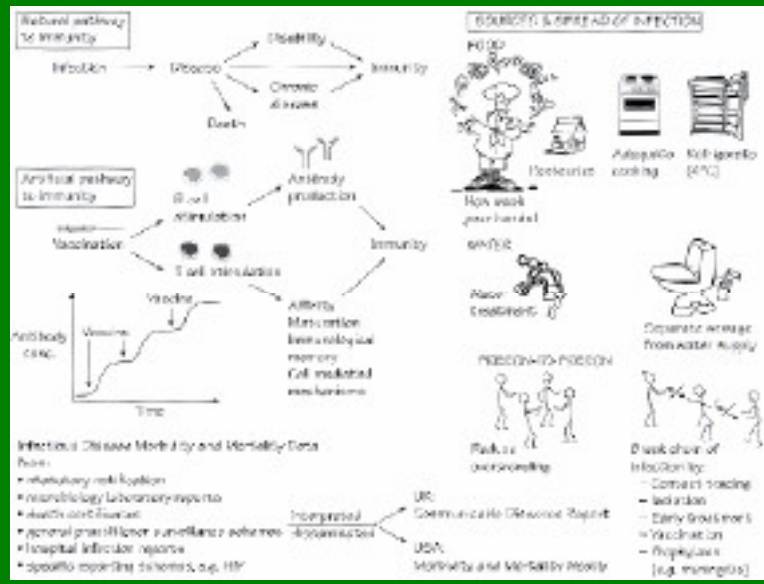 Natural pathway
to immunity
Infection
Disease
Disability
Chronic
disease
Death
Immunity
Artificial pathway
to immunity
Vaccination
B cell
stimulation
Antibody
production
T cell stimulation
Immunity
Affinity
Maturation
Immunological
memory
Cell mediated
mechanisms
Antibody
conc.
Vaccine
Vaccine
Time
Infectious Disease Morbidity and Mortality Data
from:
• mandatory notification
• microbiology laboratory reports
• death certificates
• general practitioner surveillance schemes
• hospital infection reports
• specific reporting schemes, e.g. HIV
Interpreted
disseminated
UK:
Communicable Disease Report
USA:
Morbidity and Mortality Weekly
SOURCES & SPREAD OF INFECTION
FOOD
Now wash
your hands!
Pasteurize
Adequate
cooking
Refrigerate
(4°C)
WATER
Water
treatment
Separate sewage
from water supply
PERSON-TO-PERSON
Reduce
overcrowding
Break chain of
infection by:
– Contact tracing
– Isolation
– Early treatment
– Vaccination
– Prophylaxis
(e.g. meningitis)